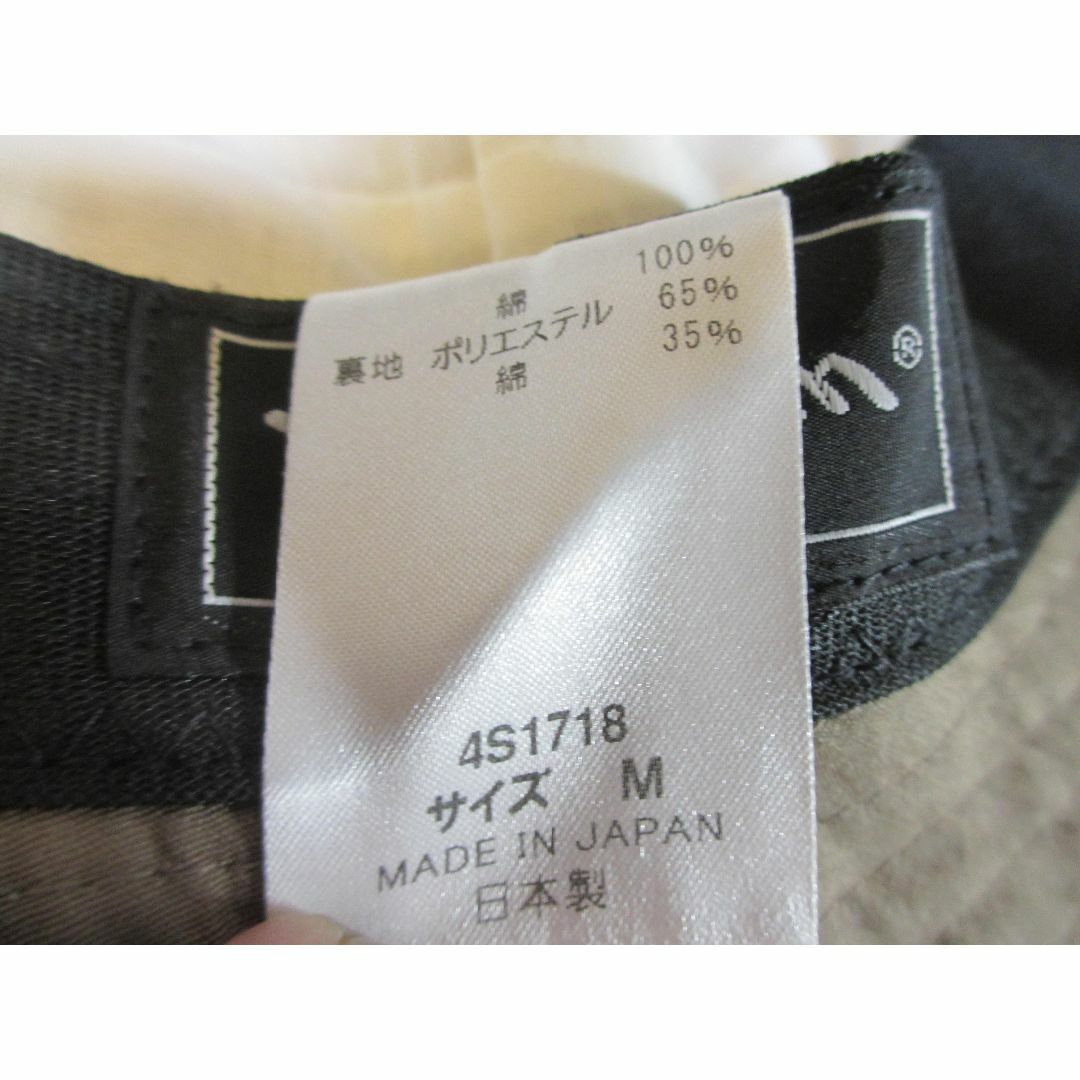 綿 100%
裏地 ポリエステル 65%
綿 35%
®
4S1718
サイズ M
MADE IN JAPAN
日本製